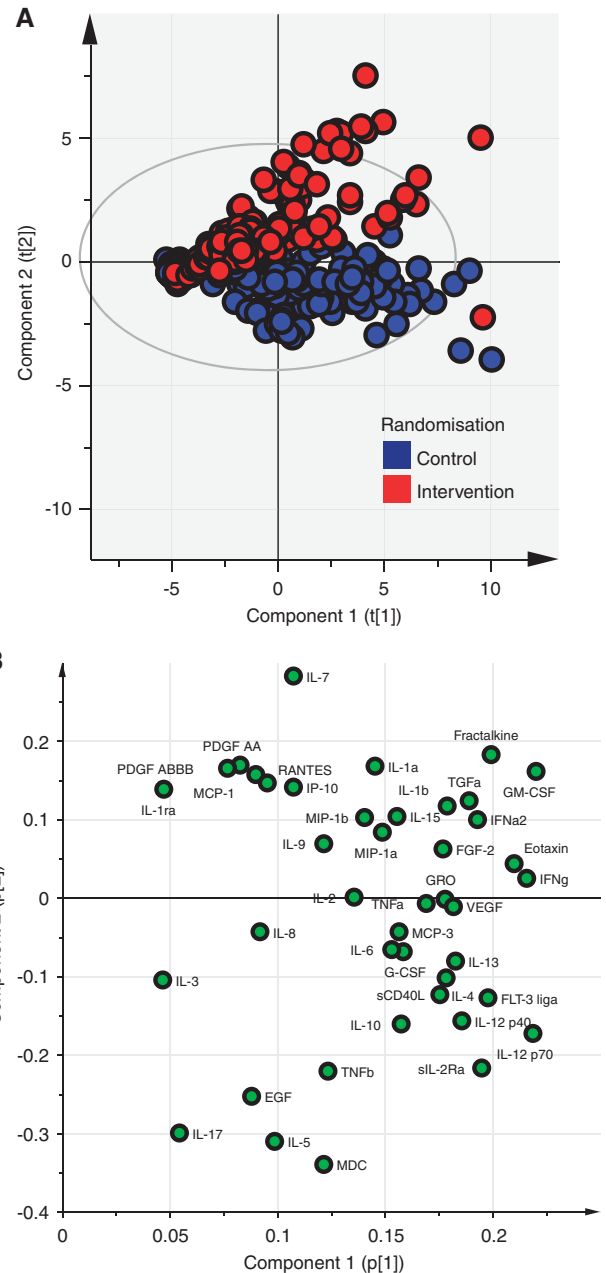 A
5
0
-5
-10
Component 2 (t[2])
Randomisation
Control
Intervention
-5
0
5
10
Component 1 (t[1])
IL-7
0.2
Fractalkine
PDGF AA
PDGF ABBB
RANTES
IL-1a
IL-1b
TGFa
GM-CSF
MCP-1
IP-10
IL-1ra
0.1
MIP-1b
IL-15
IFNa2
IL-9
MIP-1a
FGF-2
Eotaxin
GRO
IFNg
0
IL-2
TNFa
VEGF
IL-8
MCP-3
IL-6
IL-13
G-CSF
-0.1
IL-3
sCD40L
IL-4
FLT-3 liga
IL-10
IL-12 p40
IL-12 p70
-0.2
TNFb
sIL-2Ra
EGF
-0.3
IL-17
IL-5
MDC
-0.4
0
0.05
0.1
0.15
0.2
Component 1 (p[1])